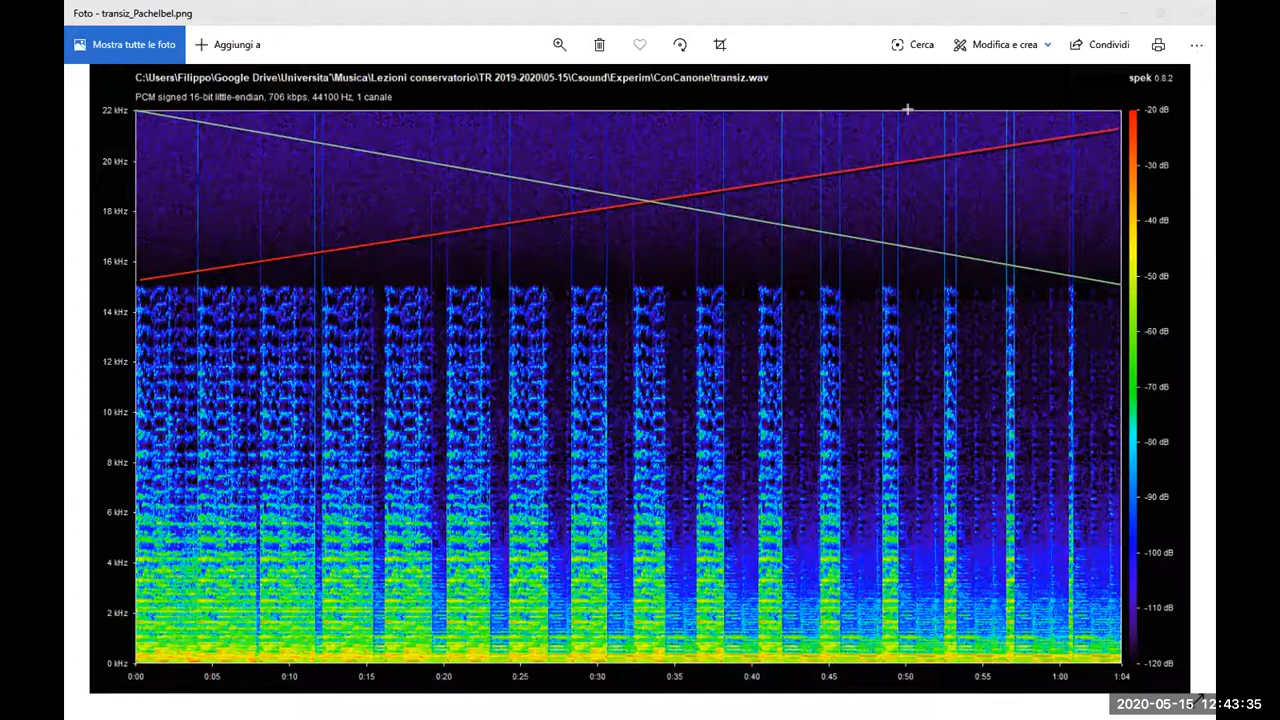 Foto - transiz_Pachelbel.png
Mostra tutte le foto
Aggiungi a
Cerca
Modifica e crea
Condividi
C:\Users\Filippo\Google Drive\Universita'\Musica\Lezioni conservatorio\TR 2019-2020\05-15\Csound\Experim\ConCanone\transiz.wav
spek 0.8.2
PCM signed 16-bit little-endian, 706 kbps, 44100 Hz, 1 canale
22 kHz
20 kHz
18 kHz
16 kHz
14 kHz
12 kHz
10 kHz
8 kHz
6 kHz
4 kHz
2 kHz
0 kHz
-20 dB
-30 dB
-40 dB
-50 dB
-60 dB
-70 dB
-80 dB
-90 dB
-100 dB
-110 dB
-120 dB
0:00 0:05 0:10 0:15 0:20 0:25 0:30 0:35 0:40 0:45 0:50 0:55 1:00 1:04
2020-05-15 12:43:35